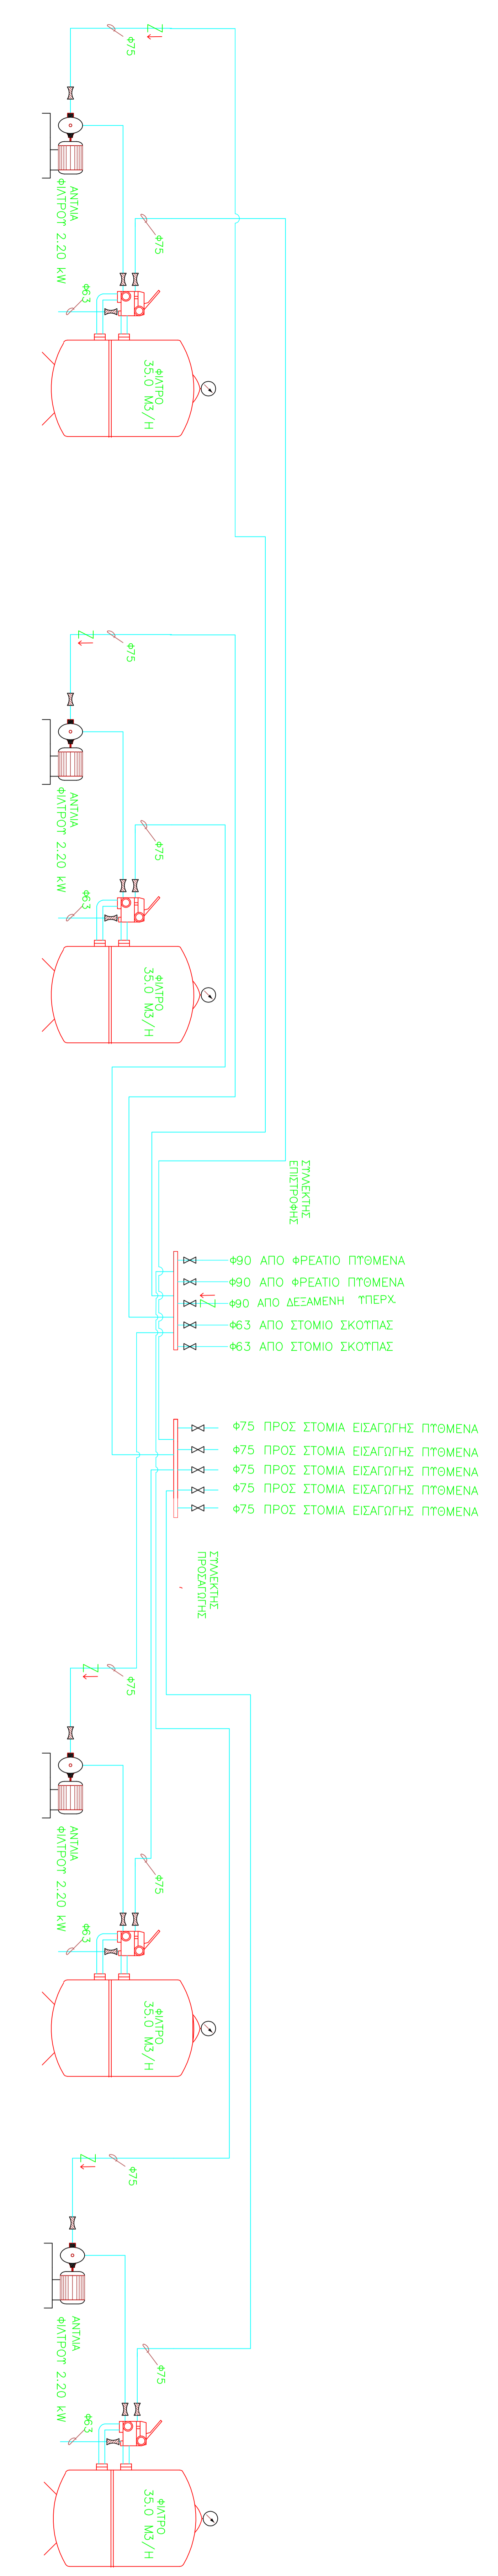 Φ75
ΑΝΤΛΙΑ
ΦΙΛΤΡΟΥ 2.20 kW
Φ75
Φ63
ΦΙΛΤΡΟ
35.0 M3/H
Φ75
ΑΝΤΛΙΑ
ΦΙΛΤΡΟΥ 2.20 kW
Φ75
Φ63
ΦΙΛΤΡΟ
35.0 M3/H
ΣΥΛΛΕΚΤΗΣ
ΕΠΙΣΤΡΟΦΗΣ
Φ90 ΑΠΟ ΦΡΕΑΤΙΟ ΠΥΘΜΕΝΑ
Φ90 ΑΠΟ ΦΡΕΑΤΙΟ ΠΥΘΜΕΝΑ
Φ90 ΑΠΟ ΔΕΞΑΜΕΝΗ ΥΠΕΡΧ.
Φ63 ΑΠΟ ΣΤΟΜΙΟ ΣΚΟΥΠΑΣ
Φ63 ΑΠΟ ΣΤΟΜΙΟ ΣΚΟΥΠΑΣ
Φ75 ΠΡΟΣ ΣΤΟΜΙΑ ΕΙΣΑΓΩΓΗΣ ΠΥΘΜΕΝΑ
Φ75 ΠΡΟΣ ΣΤΟΜΙΑ ΕΙΣΑΓΩΓΗΣ ΠΥΘΜΕΝΑ
Φ75 ΠΡΟΣ ΣΤΟΜΙΑ ΕΙΣΑΓΩΓΗΣ ΠΥΘΜΕΝΑ
Φ75 ΠΡΟΣ ΣΤΟΜΙΑ ΕΙΣΑΓΩΓΗΣ ΠΥΘΜΕΝΑ
Φ75 ΠΡΟΣ ΣΤΟΜΙΑ ΕΙΣΑΓΩΓΗΣ ΠΥΘΜΕΝΑ
ΣΥΛΛΕΚΤΗΣ
ΠΡΟΣΑΓΩΓΗΣ
Φ75
ΑΝΤΛΙΑ
ΦΙΛΤΡΟΥ 2.20 kW
Φ75
Φ63
ΦΙΛΤΡΟ
35.0 M3/H
Φ75
ΑΝΤΛΙΑ
ΦΙΛΤΡΟΥ 2.20 kW
Φ75
Φ63
ΦΙΛΤΡΟ
35.0 M3/H